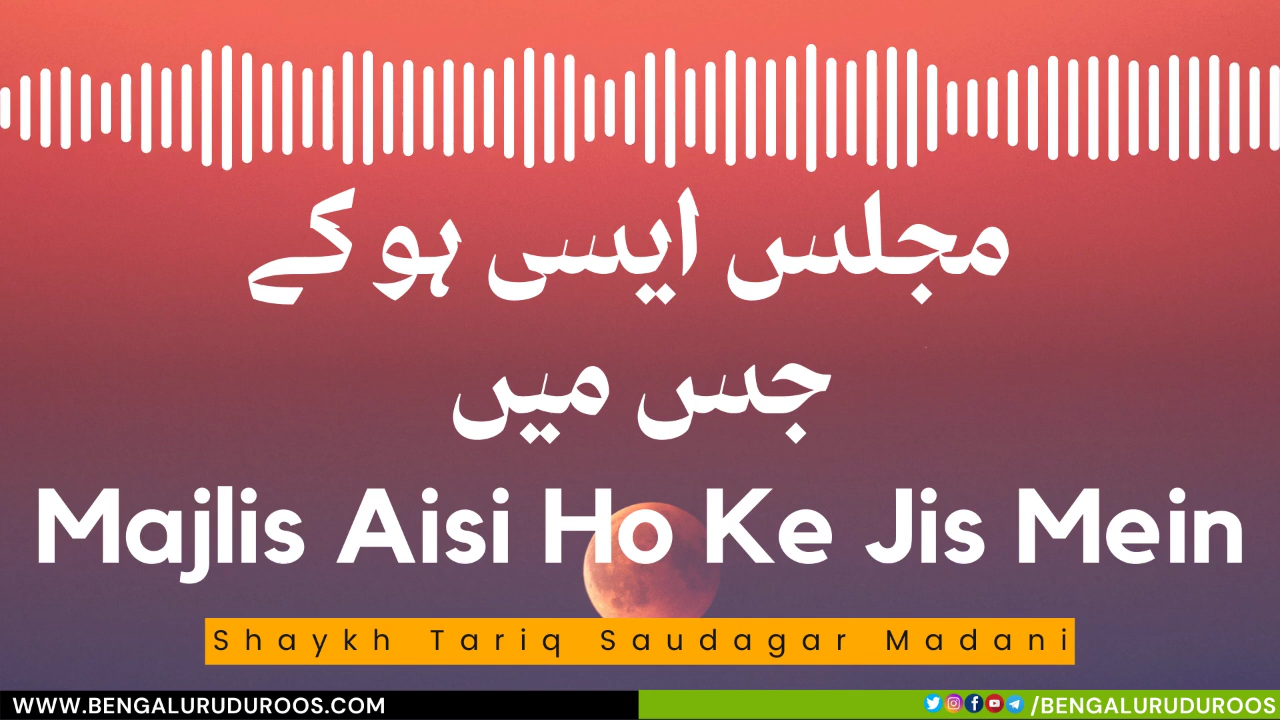 مجلس ایسی ہو کے
جس میں
Majlis Aisi Ho Ke Jis Mein
Shaykh Tariq Saudagar Madani
WWW.BENGALURUDUROOS.COM
/BENGALURUDUROOS